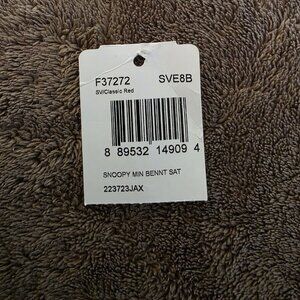 F37272 SVE8B
SV/Classic Red
8 89532 14909 4
SNOOPY MIN BENNT SAT
223723JAX